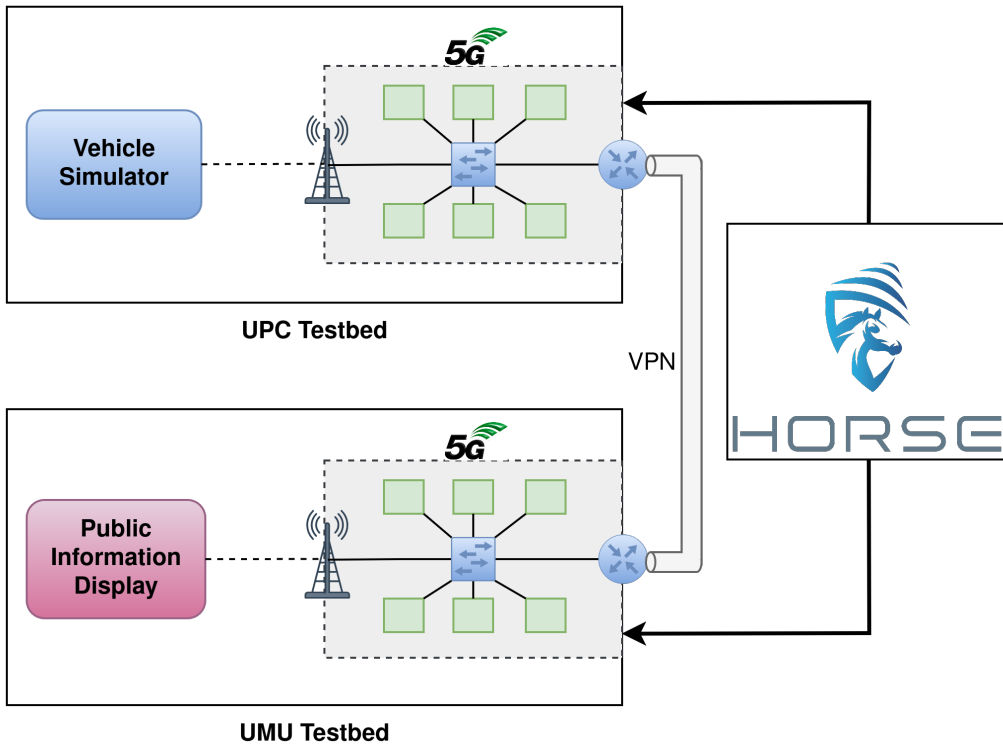 5G
Vehicle
Simulator
UPC Testbed
VPN
HORSE
5G
Public
Information
Display
UMU Testbed